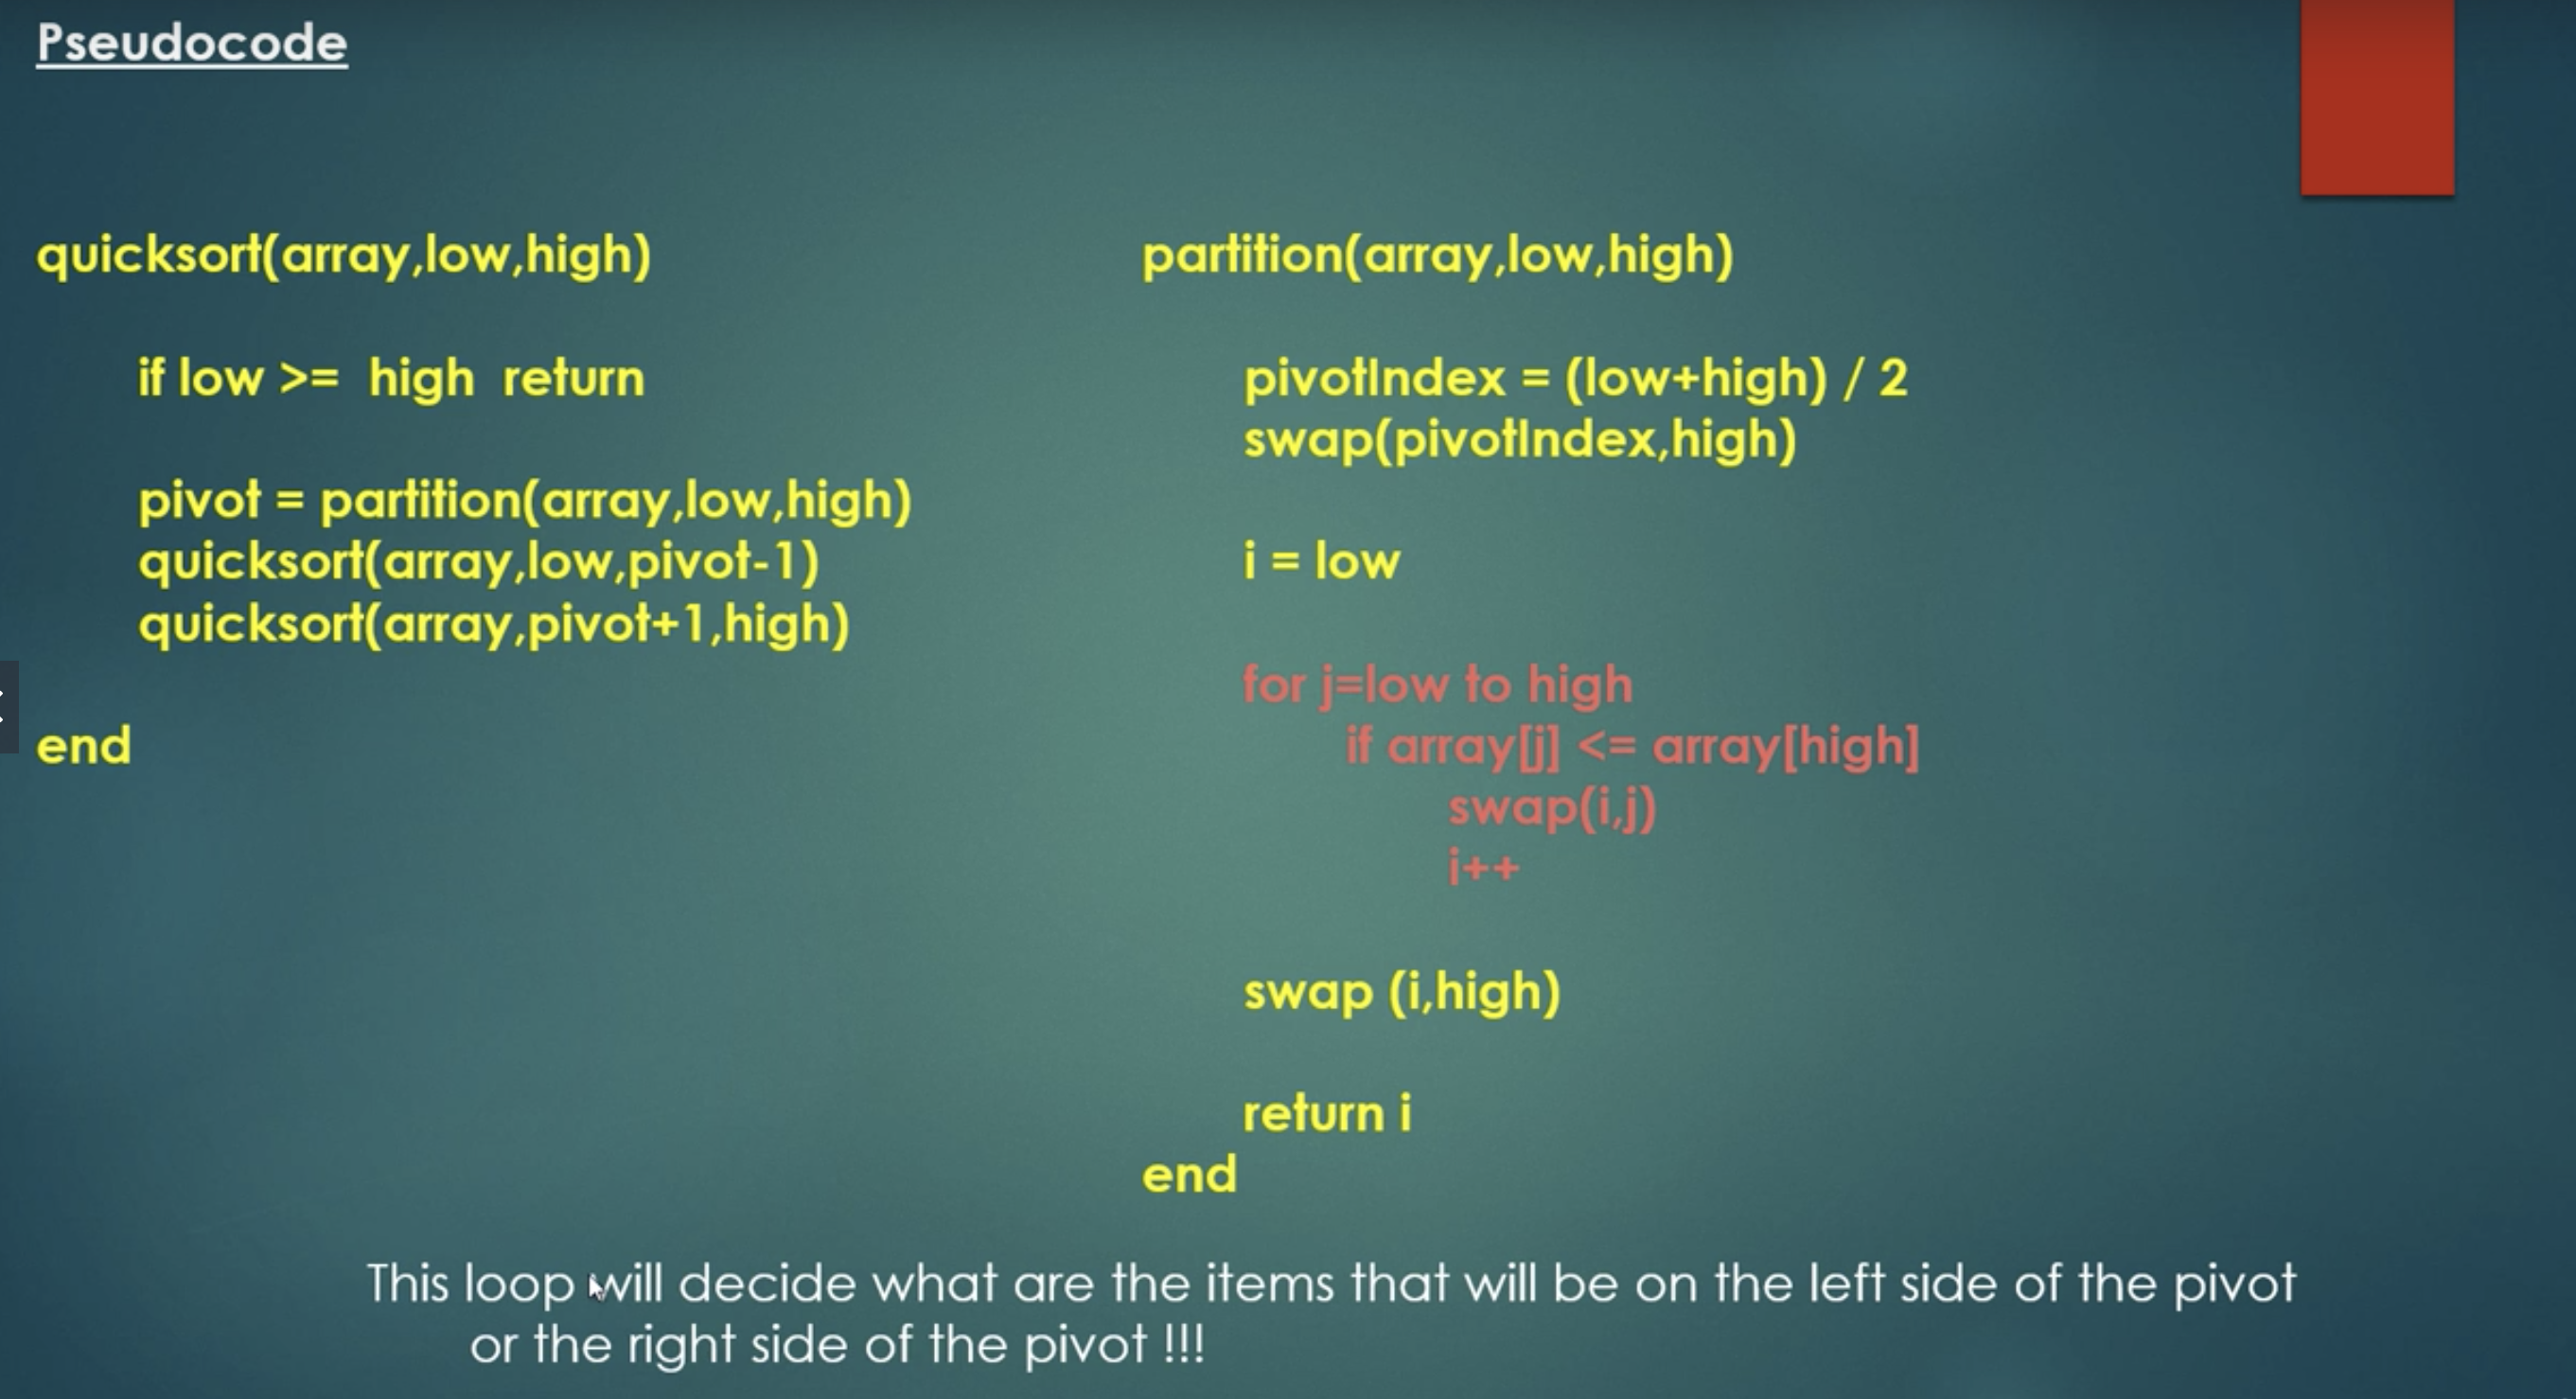 Pseudocode
quicksort(array,low,high)
if low >= high return
pivot = partition(array,low,high)
quicksort(array,low,pivot-1)
quicksort(array,pivot+1,high)
end
partition(array,low,high)
pivotIndex = (low+high) / 2
swap(pivotIndex,high)
i = low
for j=low to high
if array[j] <= array[high]
swap(i,j)
i++
swap (i,high)
return i
end
This loop will decide what are the items that will be on the left side of the pivot
or the right side of the pivot !!!